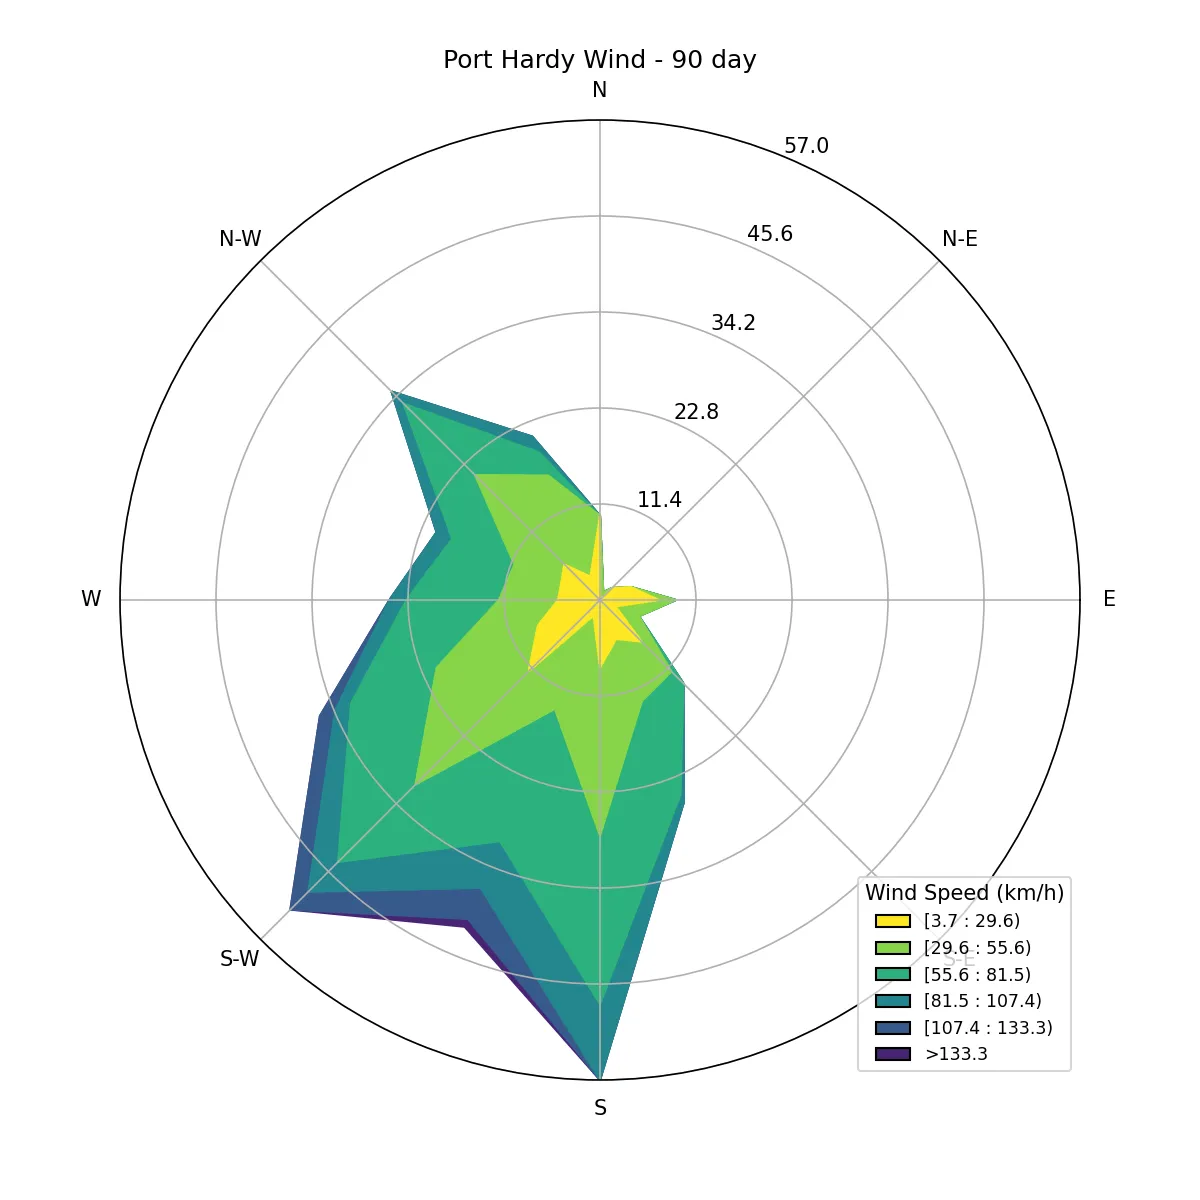 Port Hardy Wind - 90 day
N
57.0
45.6
N-W
N-E
34.2
22.8
11.4
W
E
S-W
S-E
S
Wind Speed (km/h)
[3.7 : 29.6)
[29.6 : 55.6)
[55.6 : 81.5)
[81.5 : 107.4)
[107.4 : 133.3)
>133.3